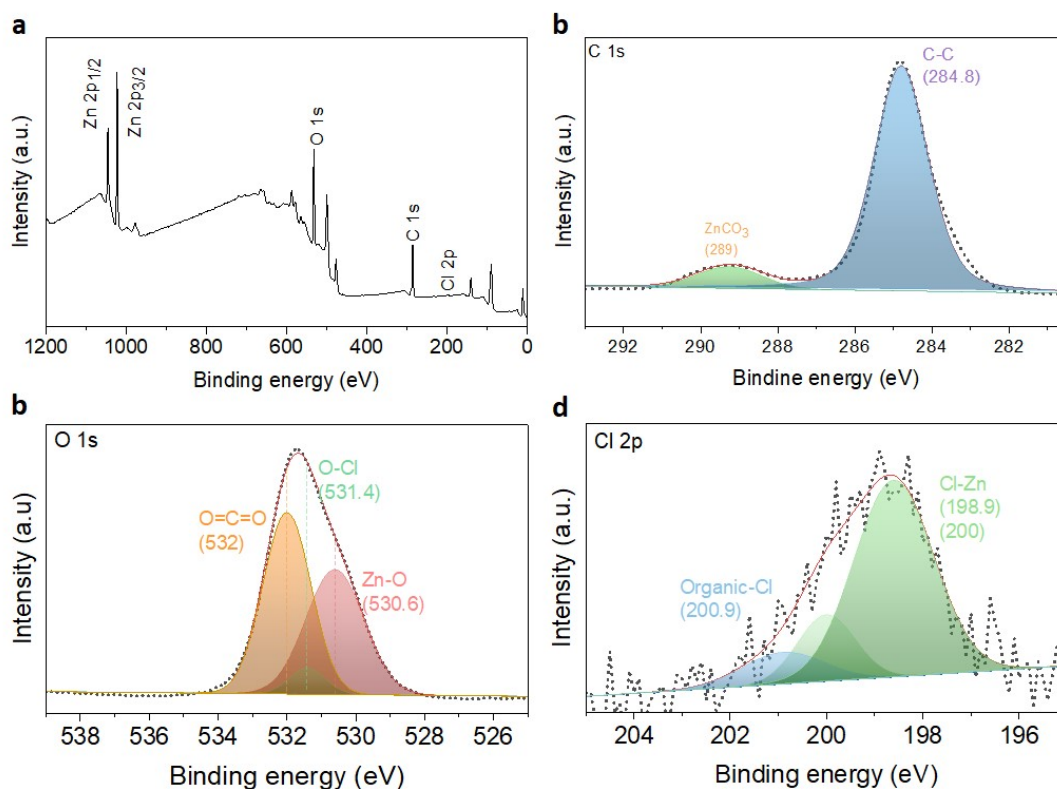 a
Zn 2p1/2
Zn 2p3/2
O 1s
C 1s
Cl 2p
Intensity (a.u.)
1200 1000 800 600 400 200 0
Binding energy (eV)
b
C 1s
C-C
(284.8)
ZnCO3
(289)
Intensity (a.u.)
292 290 288 286 284 282
Bindine energy (eV)
b
O 1s
O-Cl
(531.4)
O=C=O
(532)
Zn-O
(530.6)
Intensity (a.u)
538 536 534 532 530 528 526
Binding energy (eV)
d
Cl 2p
Cl-Zn
(198.9)
(200)
Organic-Cl
(200.9)
Intensity (a.u.)
204 202 200 198 196
Binding energy (eV)